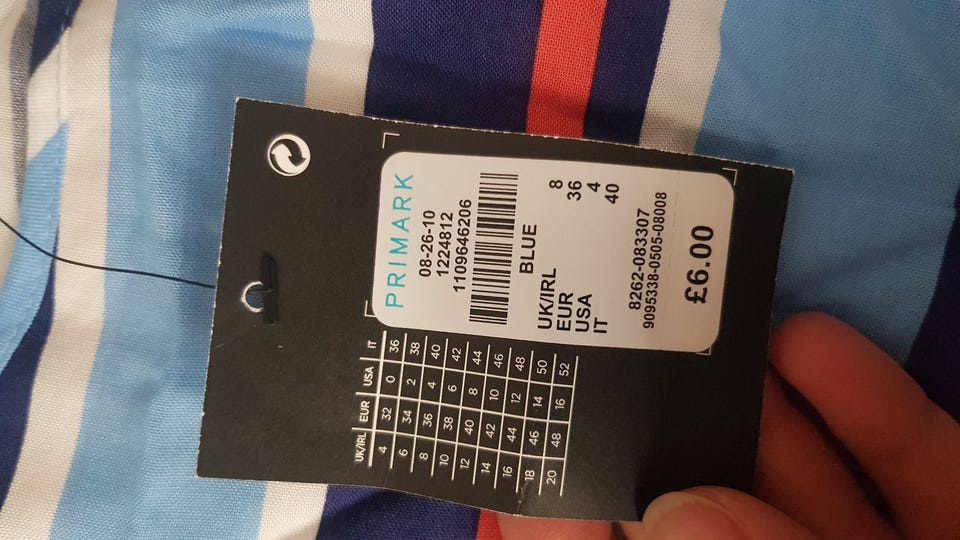 PRIMARK
08-26-10
1224812
1109646206
BLUE
UK/IRL 8
EUR 36
USA 4
IT 40
8262-083307
9095338-0505-08008
£6.00
UK/IRL EUR USA IT
4 32 0 36
6 34 2 38
8 36 4 40
10 38 6 42
12 40 8 44
14 42 10 46
16 44 12 48
18 46 14 50
20 48 16 52